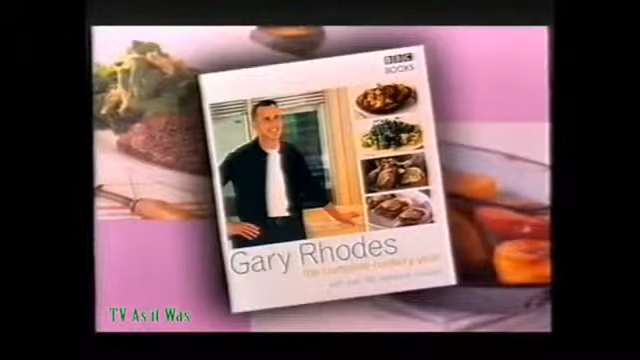 BBC
BOOKS
Gary Rhodes
the complete cookery year
TV As it Was